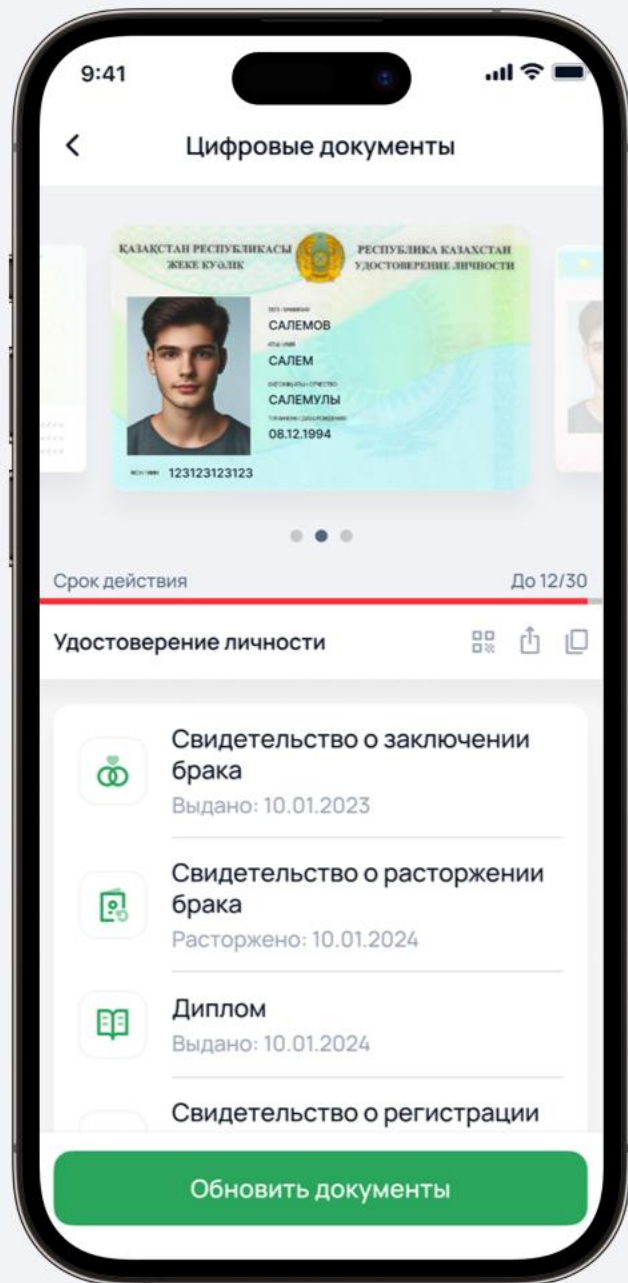 9:41
Цифровые документы
ҚАЗАҚСТАН РЕСПУБЛИКАСЫ
ЖЕКЕ КУӘЛІК
РЕСПУБЛИКА КАЗАХСТАН
УДОСТОВЕРЕНИЕ ЛИЧНОСТИ
САЛЕМОВ
САЛЕМ
САЛЕМУЛЫ
08.12.1994
123123123123
Срок действия
До 12/30
Удостоверение личности
Свидетельство о заключении
брака
Выдано: 10.01.2023
Свидетельство о расторжении
брака
Расторжено: 10.01.2024
Диплом
Выдано: 10.01.2024
Свидетельство о регистрации
Обновить документы